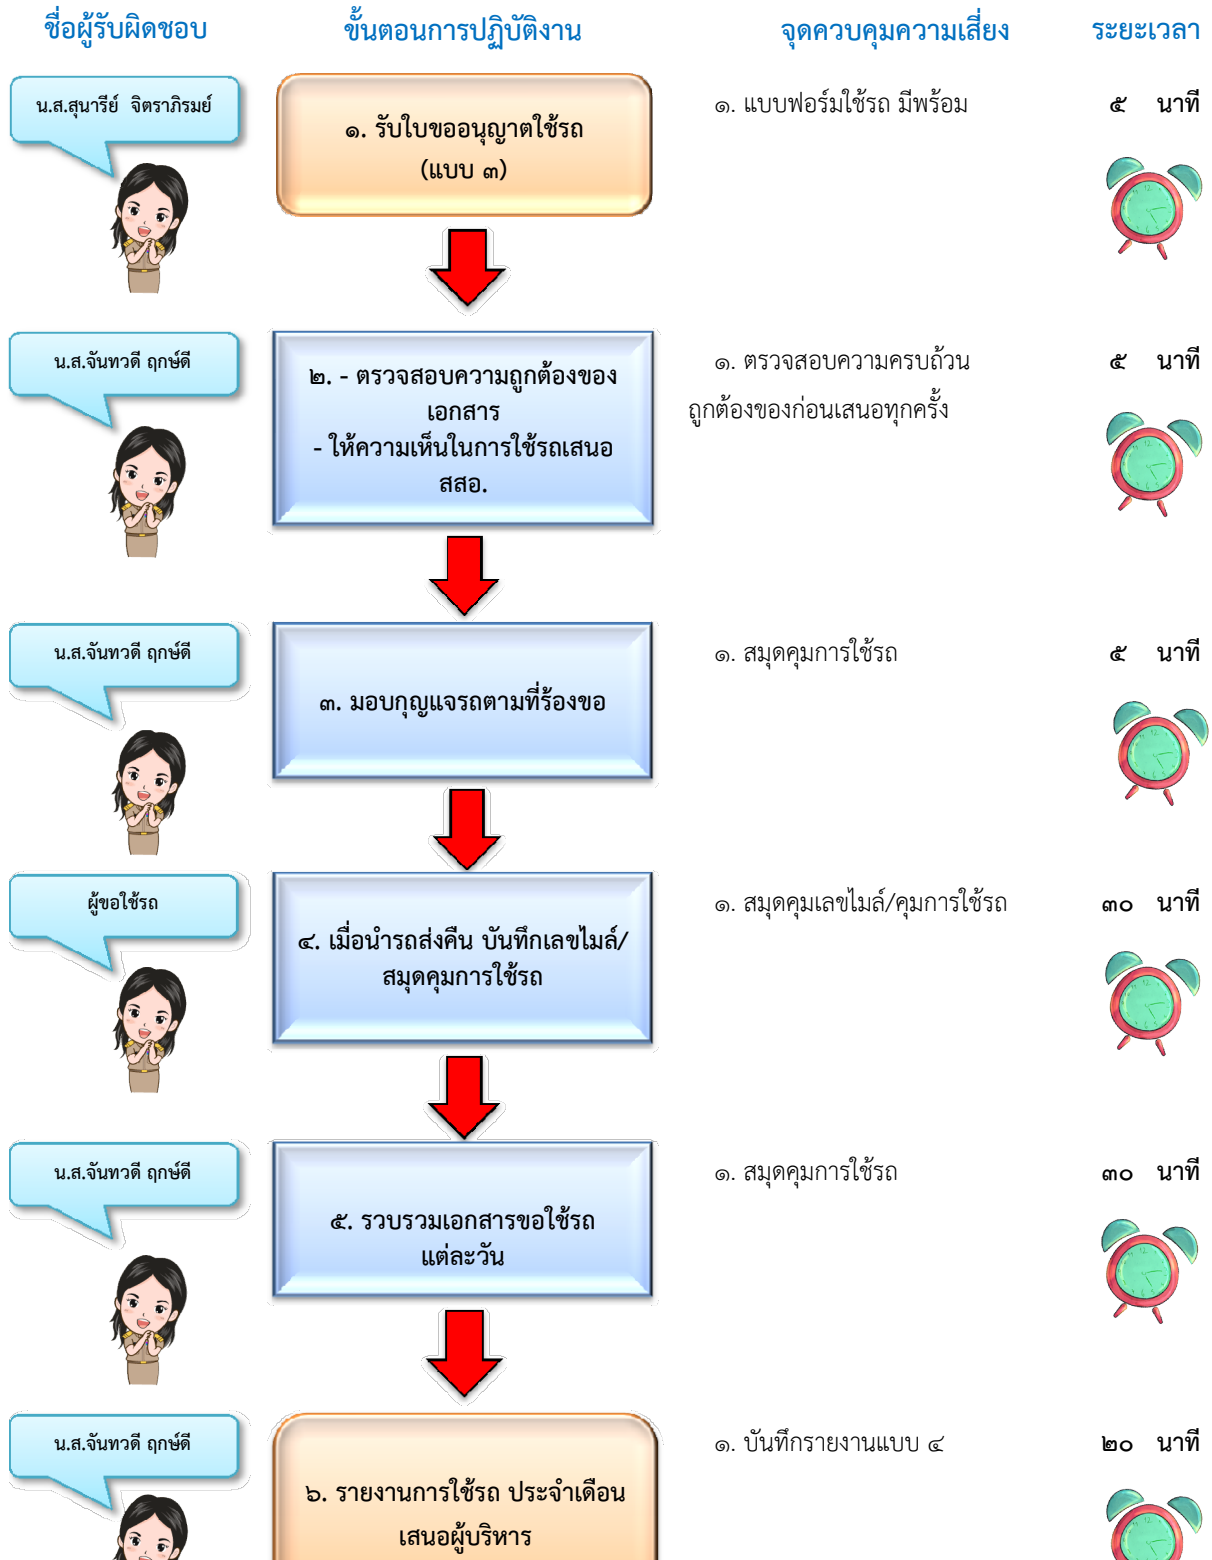 ชื่อผู้รับผิดชอบ ขั้นตอนการปฏิบัติงาน จุดควบคุมความเสี่ยง ระยะเวลา
น.ส.สุนารีย์ จิตราภิรมย์
๑. รับใบขออนุญาตใช้รถ
(แบบ ๓)
๑. แบบฟอร์มใช้รถ มีพร้อม
๕ นาที
น.ส.จันทวดี ฤกษ์ดี
๒. - ตรวจสอบความถูกต้องของ
เอกสาร
- ให้ความเห็นในการใช้รถเสนอ
สสอ.
๑. ตรวจสอบความครบถ้วน
ถูกต้องของก่อนเสนอทุกครั้ง
๕ นาที
น.ส.จันทวดี ฤกษ์ดี
๓. มอบกุญแจรถตามที่ร้องขอ
๑. สมุดคุมการใช้รถ
๕ นาที
ผู้ขอใช้รถ
๔. เมื่อนำรถส่งคืน บันทึกเลขไมล์/
สมุดคุมการใช้รถ
๑. สมุดคุมเลขไมล์/คุมการใช้รถ
๓๐ นาที
น.ส.จันทวดี ฤกษ์ดี
๕. รวบรวมเอกสารขอใช้รถ
แต่ละวัน
๑. สมุดคุมการใช้รถ
๓๐ นาที
น.ส.จันทวดี ฤกษ์ดี
๖. รายงานการใช้รถ ประจำเดือน
เสนอผู้บริหาร
๑. บันทึกรายงานแบบ ๔
๒๐ นาที